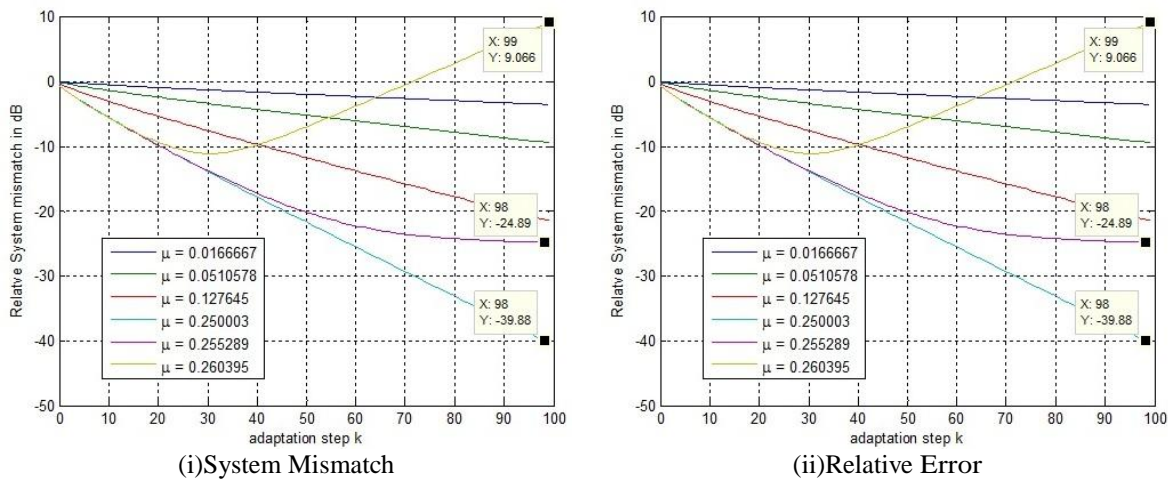 10
0
-10
-20
-30
-40
-50
0 10 20 30 40 50 60 70 80 90 100
Relatve System mismatch in dB
adaptation step k
X: 99
Y: 9.066
X: 98
Y: -24.89
X: 98
Y: -39.88
μ = 0.0166667
μ = 0.0510578
μ = 0.127645
μ = 0.250003
μ = 0.255289
μ = 0.260395
(i)System Mismatch
10
0
-10
-20
-30
-40
-50
0 10 20 30 40 50 60 70 80 90 100
Relatve System mismatch in dB
adaptation step k
X: 99
Y: 9.066
X: 98
Y: -24.89
X: 98
Y: -39.88
μ = 0.0166667
μ = 0.0510578
μ = 0.127645
μ = 0.250003
μ = 0.255289
μ = 0.260395
(ii)Relative Error